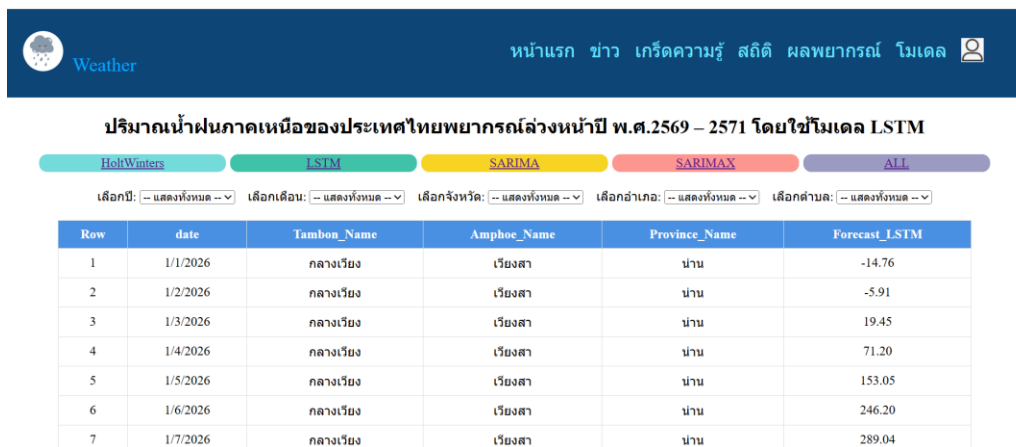 Weather
หน้าแรก ข่าว เกร็ดความรู้ สถิติ ผลพยากรณ์ โมเดล
ปริมาณน้ำฝนภาคเหนือของประเทศไทยพยากรณ์ล่วงหน้าปี พ.ศ.2569 – 2571 โดยใช้โมเดล LSTM
HoltWinters LSTM SARIMA SARIMAX ALL
เลือกปี: -- แสดงทั้งหมด -- เลือกเดือน: -- แสดงทั้งหมด -- เลือกจังหวัด: -- แสดงทั้งหมด -- เลือกอำเภอ: -- แสดงทั้งหมด -- เลือกตำบล: -- แสดงทั้งหมด --
Row date Tambon_Name Amphoe_Name Province_Name Forecast_LSTM
1 1/1/2026 กลางเวียง เวียงสา น่าน -14.76
2 1/2/2026 กลางเวียง เวียงสา น่าน -5.91
3 1/3/2026 กลางเวียง เวียงสา น่าน 19.45
4 1/4/2026 กลางเวียง เวียงสา น่าน 71.20
5 1/5/2026 กลางเวียง เวียงสา น่าน 153.05
6 1/6/2026 กลางเวียง เวียงสา น่าน 246.20
7 1/7/2026 กลางเวียง เวียงสา น่าน 289.04